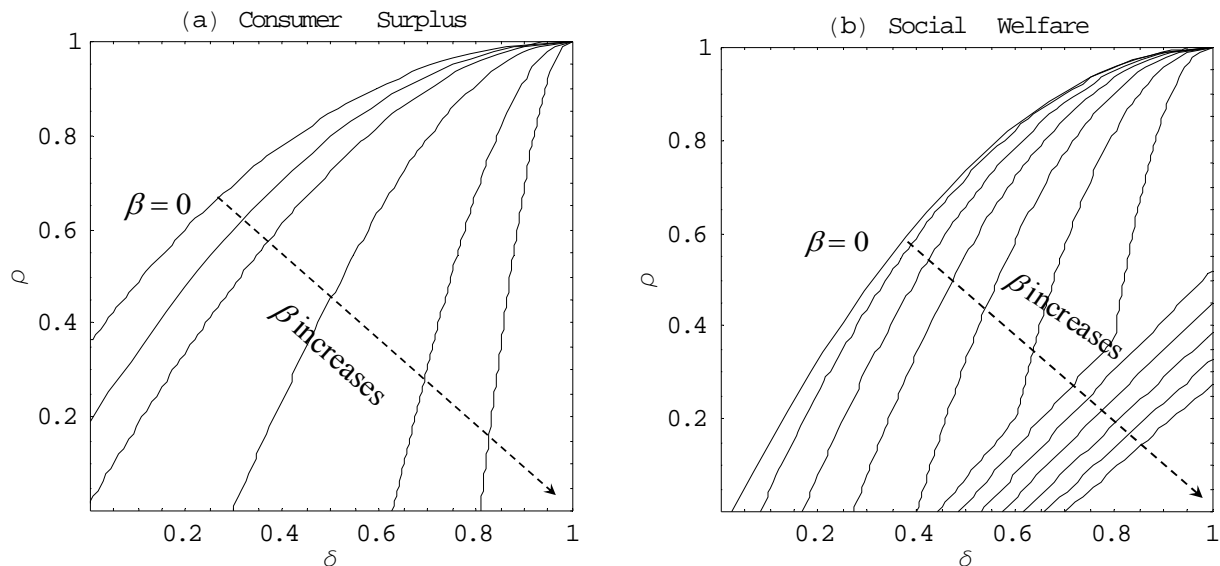 (a) Consumer Surplus
1
0.8
0.6
0.4
0.2
ρ
β = 0
β increases
0.2
0.4
0.6
0.8
1
δ
(b) Social Welfare
1
0.8
0.6
0.4
0.2
ρ
β = 0
β increases
0.2
0.4
0.6
0.8
1
δ